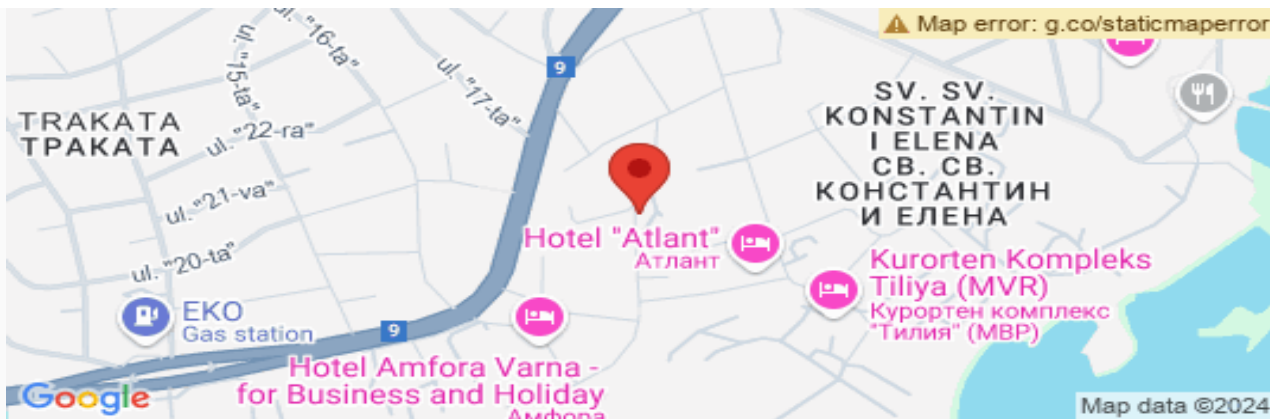 Map error: g.co/staticmaperror
ul. "16-ta"
ul. "15-ta"
ul. "17-ta"
9
TRAKATA
ТРАКАТА
ul. "22-ra"
ul. "21-va"
ul. "20-ta"
SV. SV.
KONSTANTIN
I ELENA
СВ. СВ.
КОНСТАНТИН
И ЕЛЕНА
Hotel "Atlant"
Атлант
Kurorten Kompleks
Tiliya (MVR)
Курортен комплекс
"Тилия" (МВР)
EKO
Gas station
9
Hotel Amfora Varna -
for Business and Holiday
Амфора
Google
Map data ©2024